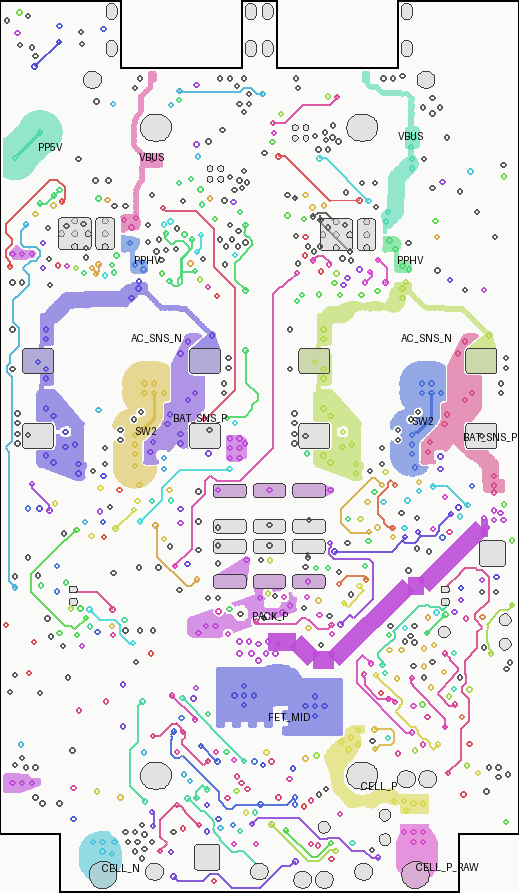 VBUS
PP5V
VBUS
PPHV
PPHV
AC_SNS_N
AC_SNS_N
BAT_SNS_P
SW2
SW2
BAT_SNS_P
PACK_P
FET_MID
CELL_P
CELL_N
CELL_P_RAW